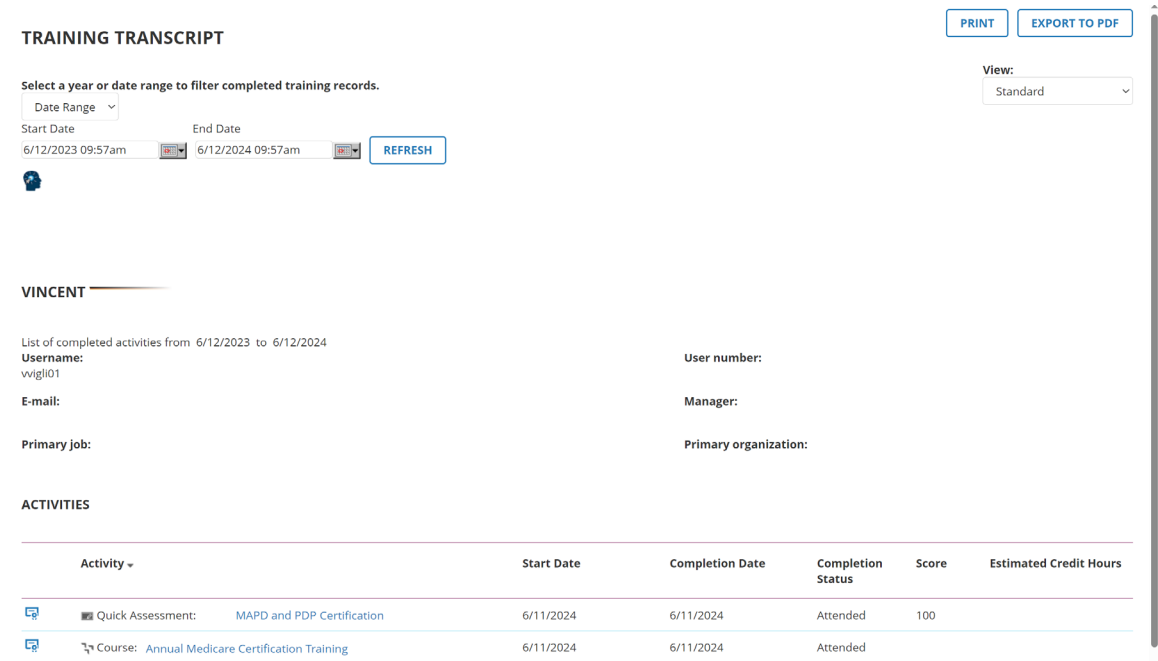 PRINT EXPORT TO PDF
TRAINING TRANSCRIPT
View:
Standard
Select a year or date range to filter completed training records.
Date Range
Start Date End Date
6/12/2023 09:57am 6/12/2024 09:57am REFRESH
VINCENT
List of completed activities from 6/12/2023 to 6/12/2024
Username: User number:
vvigli01
E-mail: Manager:
Primary job: Primary organization:
ACTIVITIES
Activity Start Date Completion Date Completion Status Score Estimated Credit Hours
Quick Assessment: MAPD and PDP Certification 6/11/2024 6/11/2024 Attended 100
Course: Annual Medicare Certification Training 6/11/2024 6/11/2024 Attended